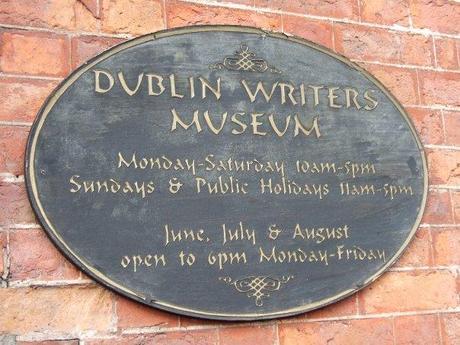 DUBLIN WRITERS
MUSEUM
Monday-Saturday 10am-5pm
Sundays & Public Holidays 11am-5pm
June, July & August
open to 6pm Monday-Friday